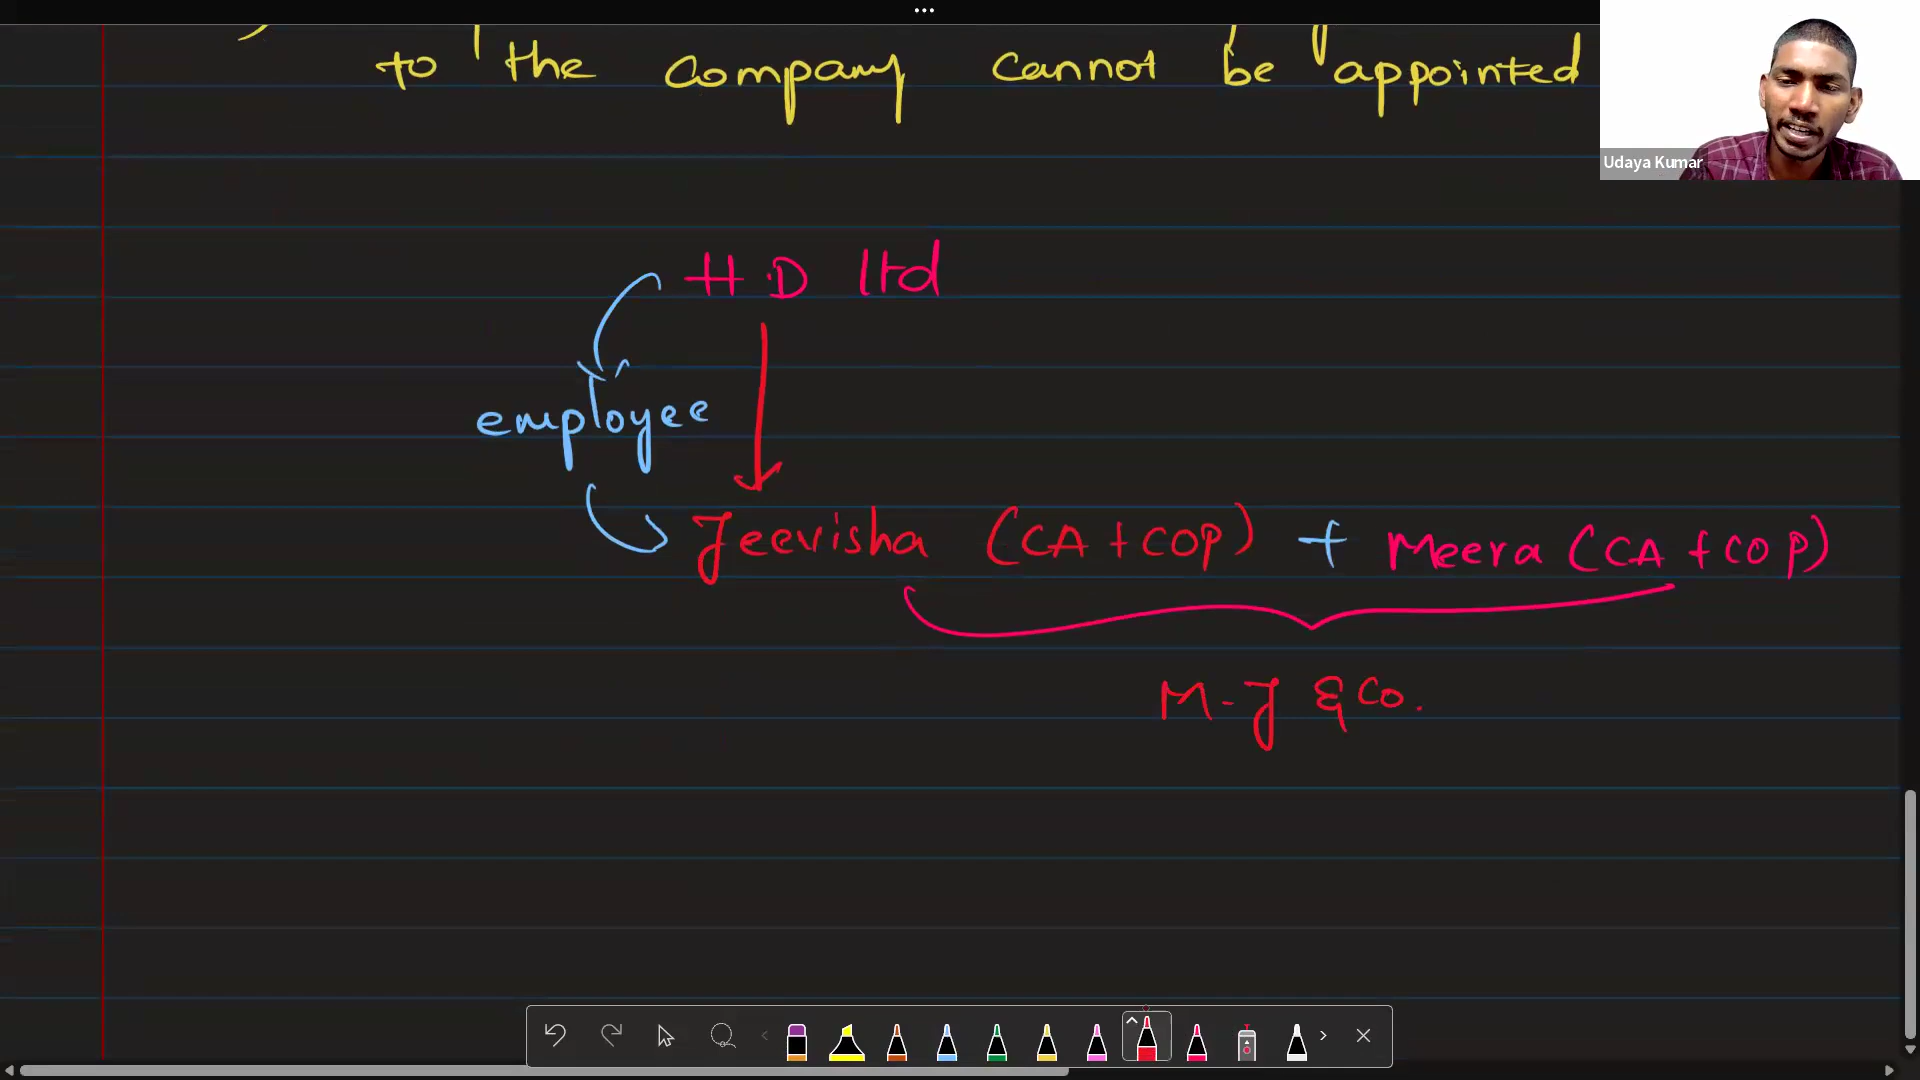 to the company cannot be appointed
Udaya Kumar
H.D ltd
employee
Jeevisha (CA + COP) + Meera (CA + COP)
M-J & Co.